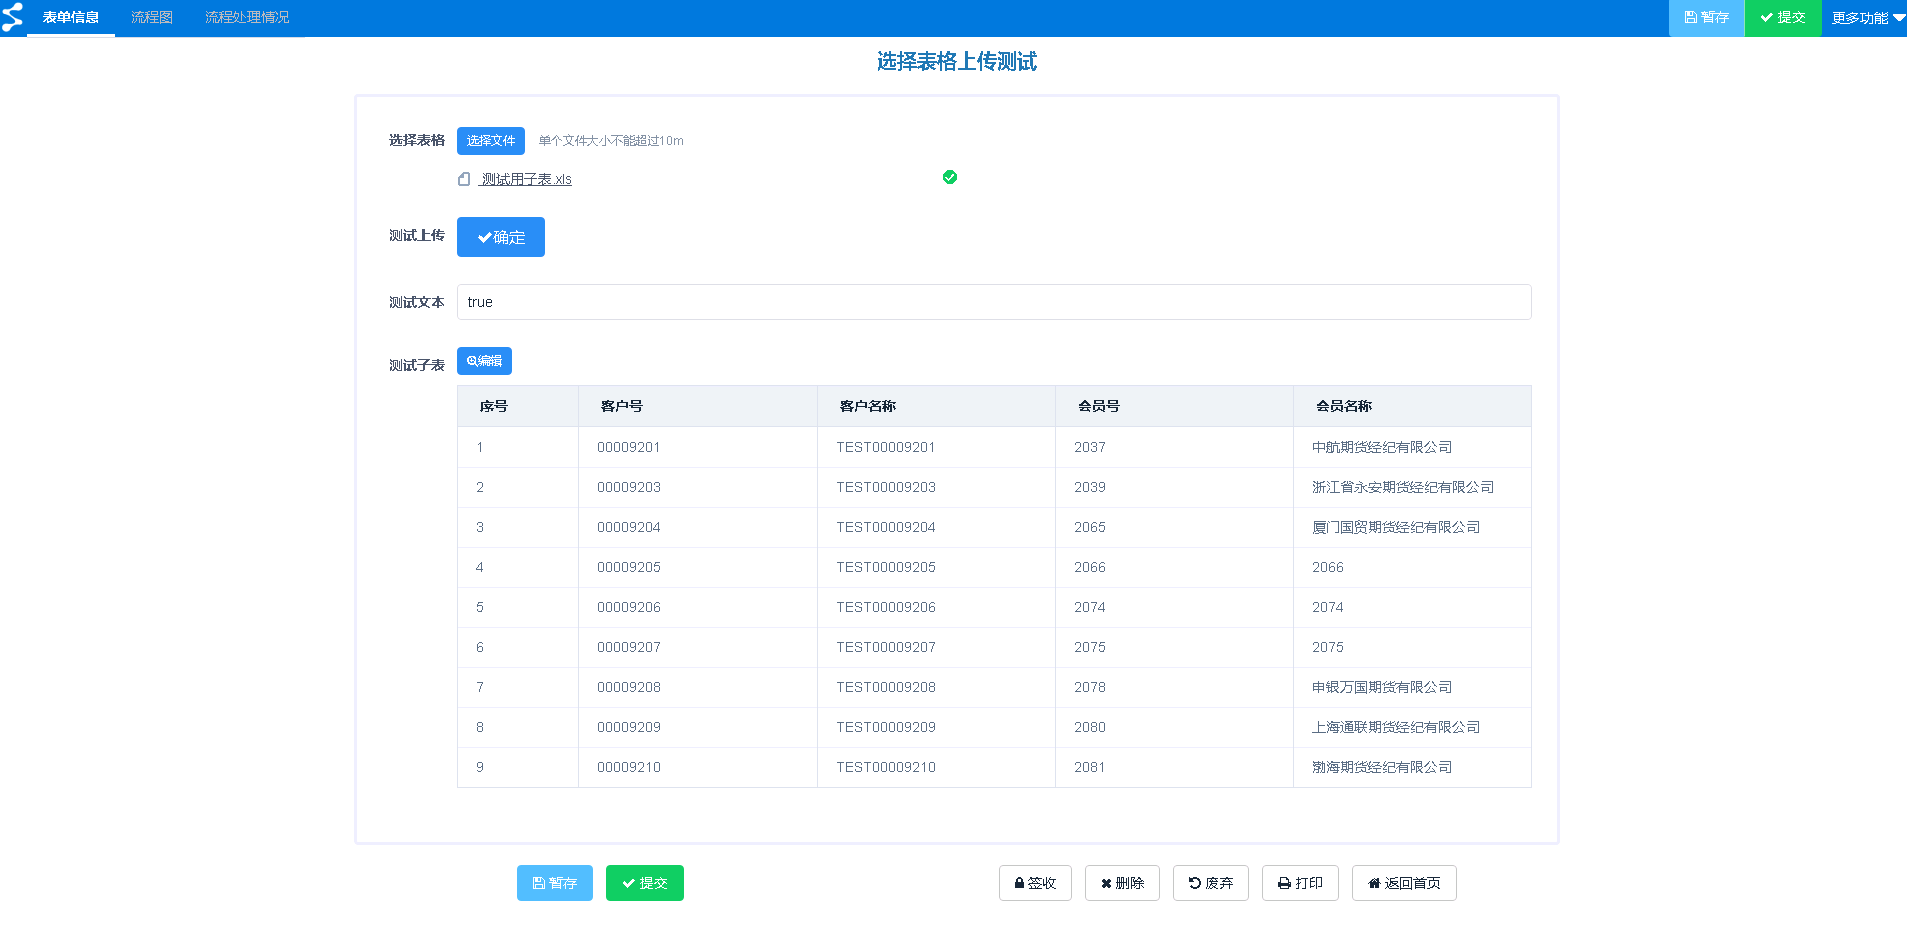 表单信息 流程图 流程处理情况 暂存 提交 更多功能
选择表格上传测试
选择表格 选择文件 单个文件大小不能超过10m
测试用子表.xls
测试上传 确定
测试文本 true
测试子表 编辑
序号 客户号 客户名称 会员号 会员名称
1 00009201 TEST00009201 2037 中航期货经纪有限公司
2 00009203 TEST00009203 2039 浙江省永安期货经纪有限公司
3 00009204 TEST00009204 2065 厦门国贸期货经纪有限公司
4 00009205 TEST00009205 2066 2066
5 00009206 TEST00009206 2074 2074
6 00009207 TEST00009207 2075 2075
7 00009208 TEST00009208 2078 申银万国期货有限公司
8 00009209 TEST00009209 2080 上海通联期货经纪有限公司
9 00009210 TEST00009210 2081 渤海期货经纪有限公司
暂存 提交 签收 删除 废弃 打印 返回首页